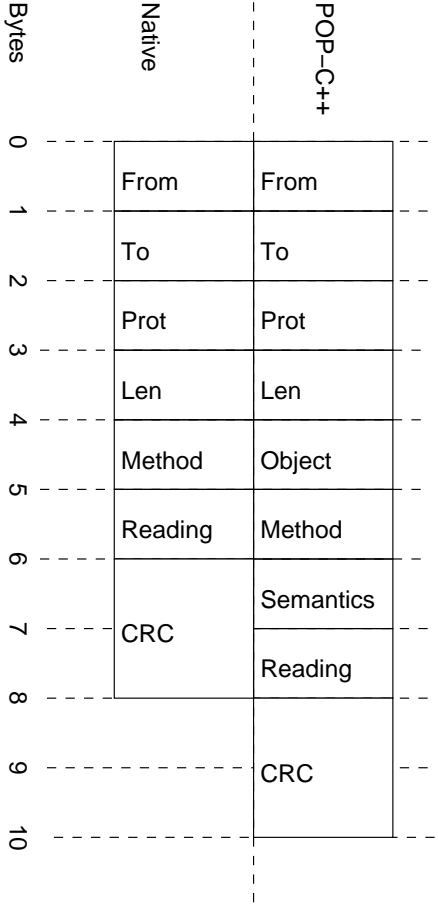 POP−C++
Native
Bytes
0
From From
1
To To
2
Prot Prot
3
Len Len
4
Method Object
5
Reading Method
6
Semantics
CRC
7
Reading
8
9
CRC
10